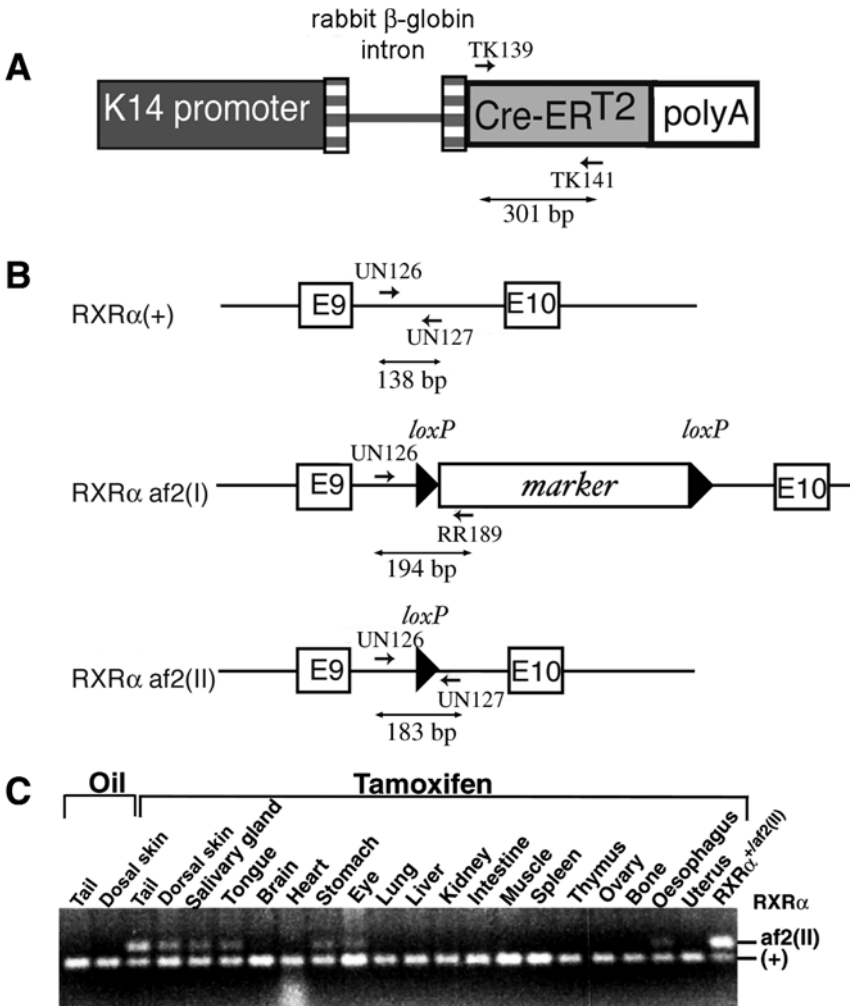 rabbit β-globin
intron
TK139
A
K14 promoter
Cre-ERT2
polyA
TK141
301 bp
B
UN126
RXRα(+)
E9
E10
UN127
138 bp
loxP
loxP
UN126
RXRα af2(I)
E9
marker
E10
RR189
194 bp
loxP
UN126
RXRα af2(II)
E9
E10
UN127
183 bp
C
Oil
Tamoxifen
Tail
Dosal skin
Tail
Dorsal skin
Salivary gland
Tongue
Brain
Heart
Stomach
Eye
Lung
Liver
Kidney
Intestine
Muscle
Spleen
Thymus
Ovary
Bone
Oesophagus
Uterus
RXRα+/af2(II)
RXRα
af2(II)
(+)